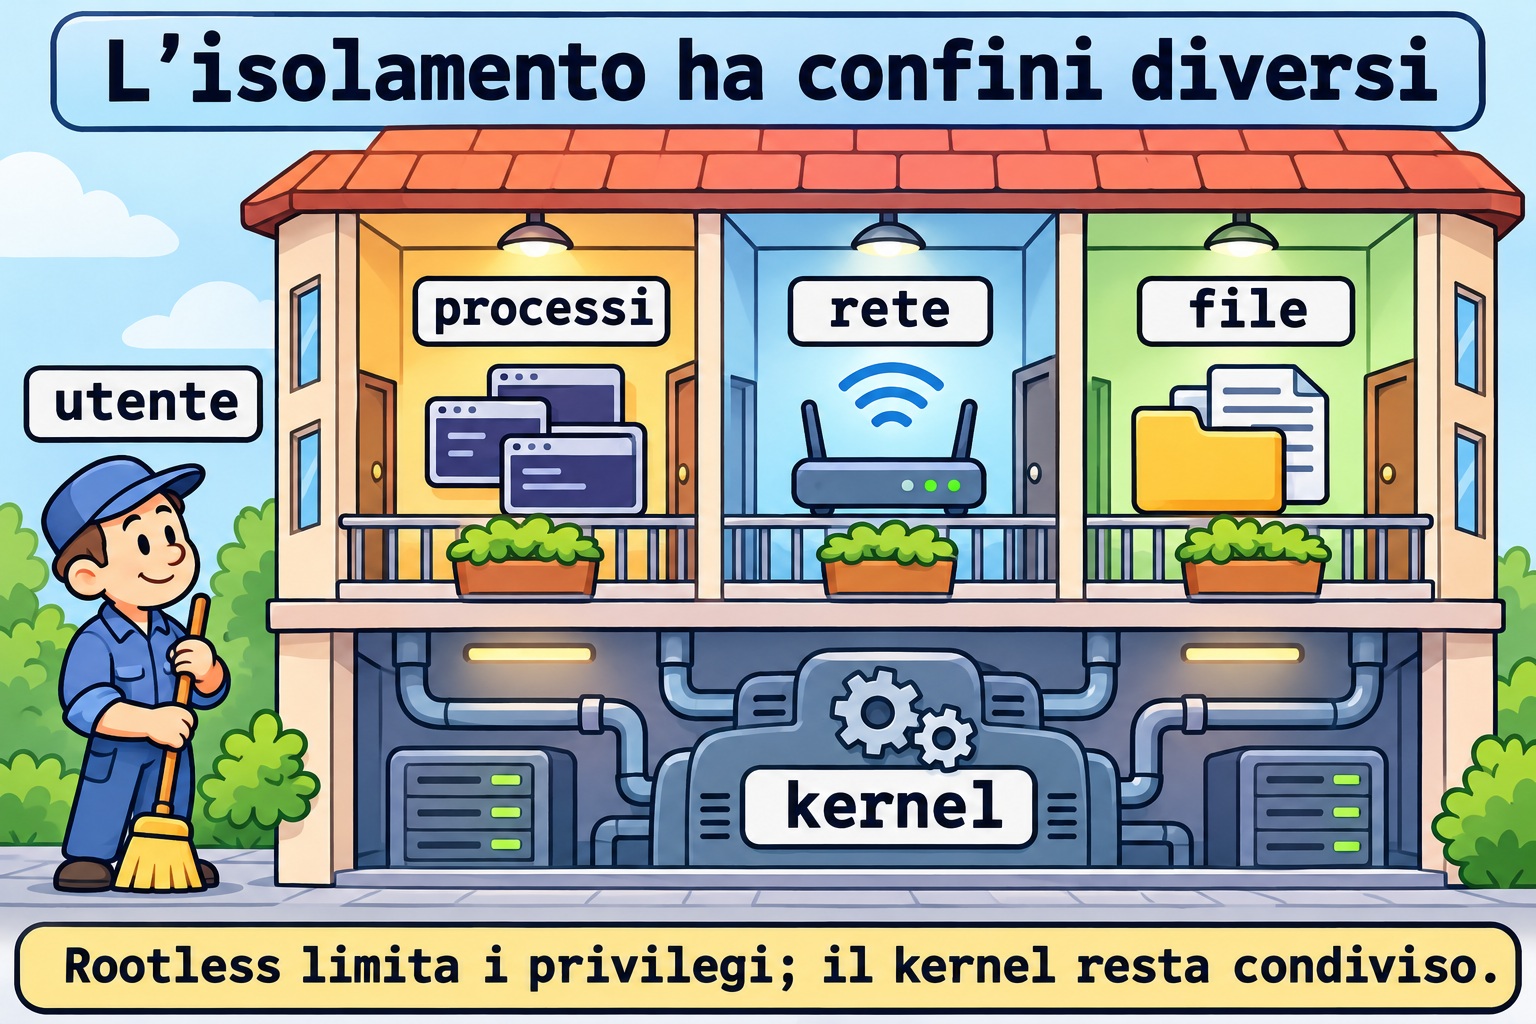 L’isolamento ha confini diversi
processi
rete
file
utente
kernel
Rootless limita i privilegi; il kernel resta condiviso.